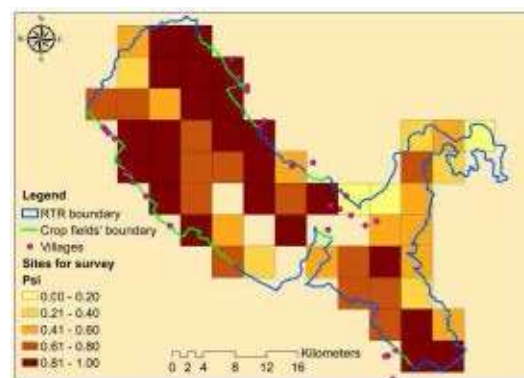 Legend
RTR boundary
Crop fields' boundary
Villages
Sites for survey
Psi
0.00 - 0.20
0.21 - 0.40
0.41 - 0.60
0.61 - 0.80
0.81 - 1.00
Kilometers
0 2 4 8 12 16